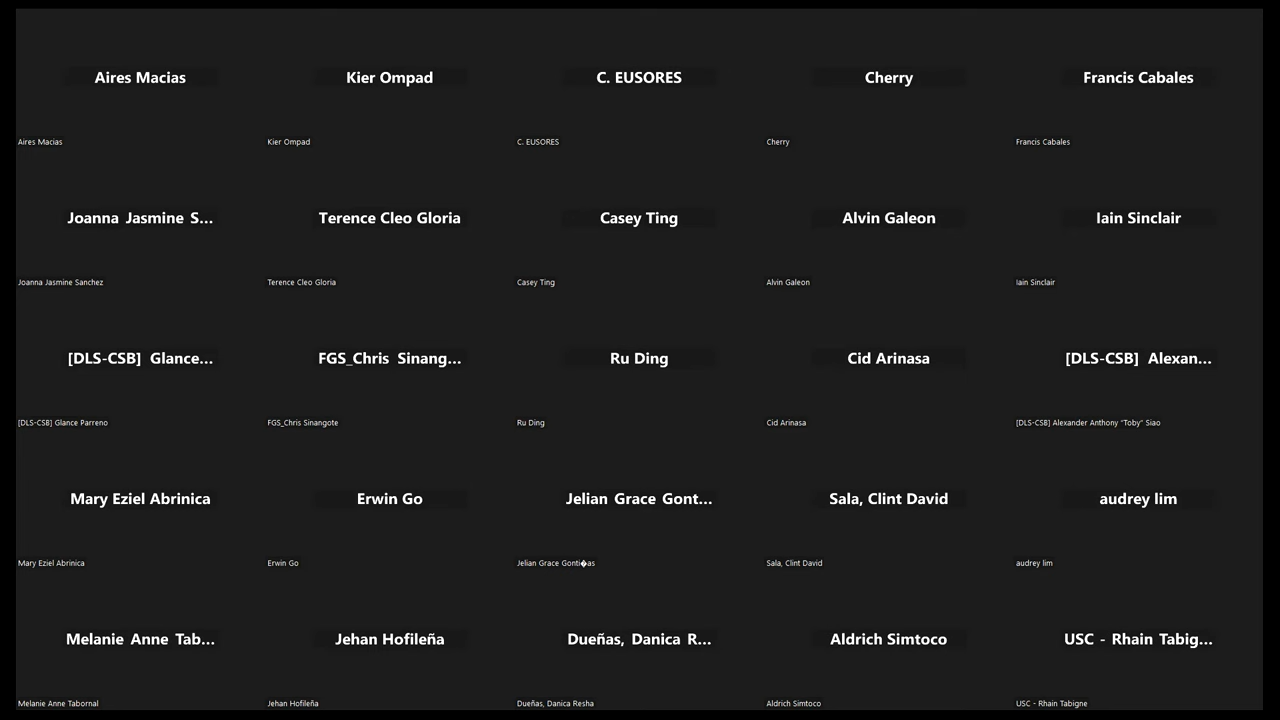 Aires Macias
Kier Ompad
C. EUSORES
Cherry
Francis Cabales
Aires Macias
Kier Ompad
C. EUSORES
Cherry
Francis Cabales
Joanna Jasmine S...
Terence Cleo Gloria
Casey Ting
Alvin Galeon
Iain Sinclair
Joanna Jasmine Sanchez
Terence Cleo Gloria
Casey Ting
Alvin Galeon
Iain Sinclair
[DLS-CSB] Glance...
FGS_Chris Sinang...
Ru Ding
Cid Arinasa
[DLS-CSB] Alexan...
[DLS-CSB] Glance Parreno
FGS_Chris Sinangote
Ru Ding
Cid Arinasa
[DLS-CSB] Alexander Anthony "Toby" Siao
Mary Eziel Abrinica
Erwin Go
Jelian Grace Gont...
Sala, Clint David
audrey lim
Mary Eziel Abrinica
Erwin Go
Jelian Grace Gonti�as
Sala, Clint David
audrey lim
Melanie Anne Tab...
Jehan Hofileña
Dueñas, Danica R...
Aldrich Simtoco
USC - Rhain Tabig...
Melanie Anne Tabornal
Jehan Hofileña
Dueñas, Danica Resha
Aldrich Simtoco
USC - Rhain Tabigne